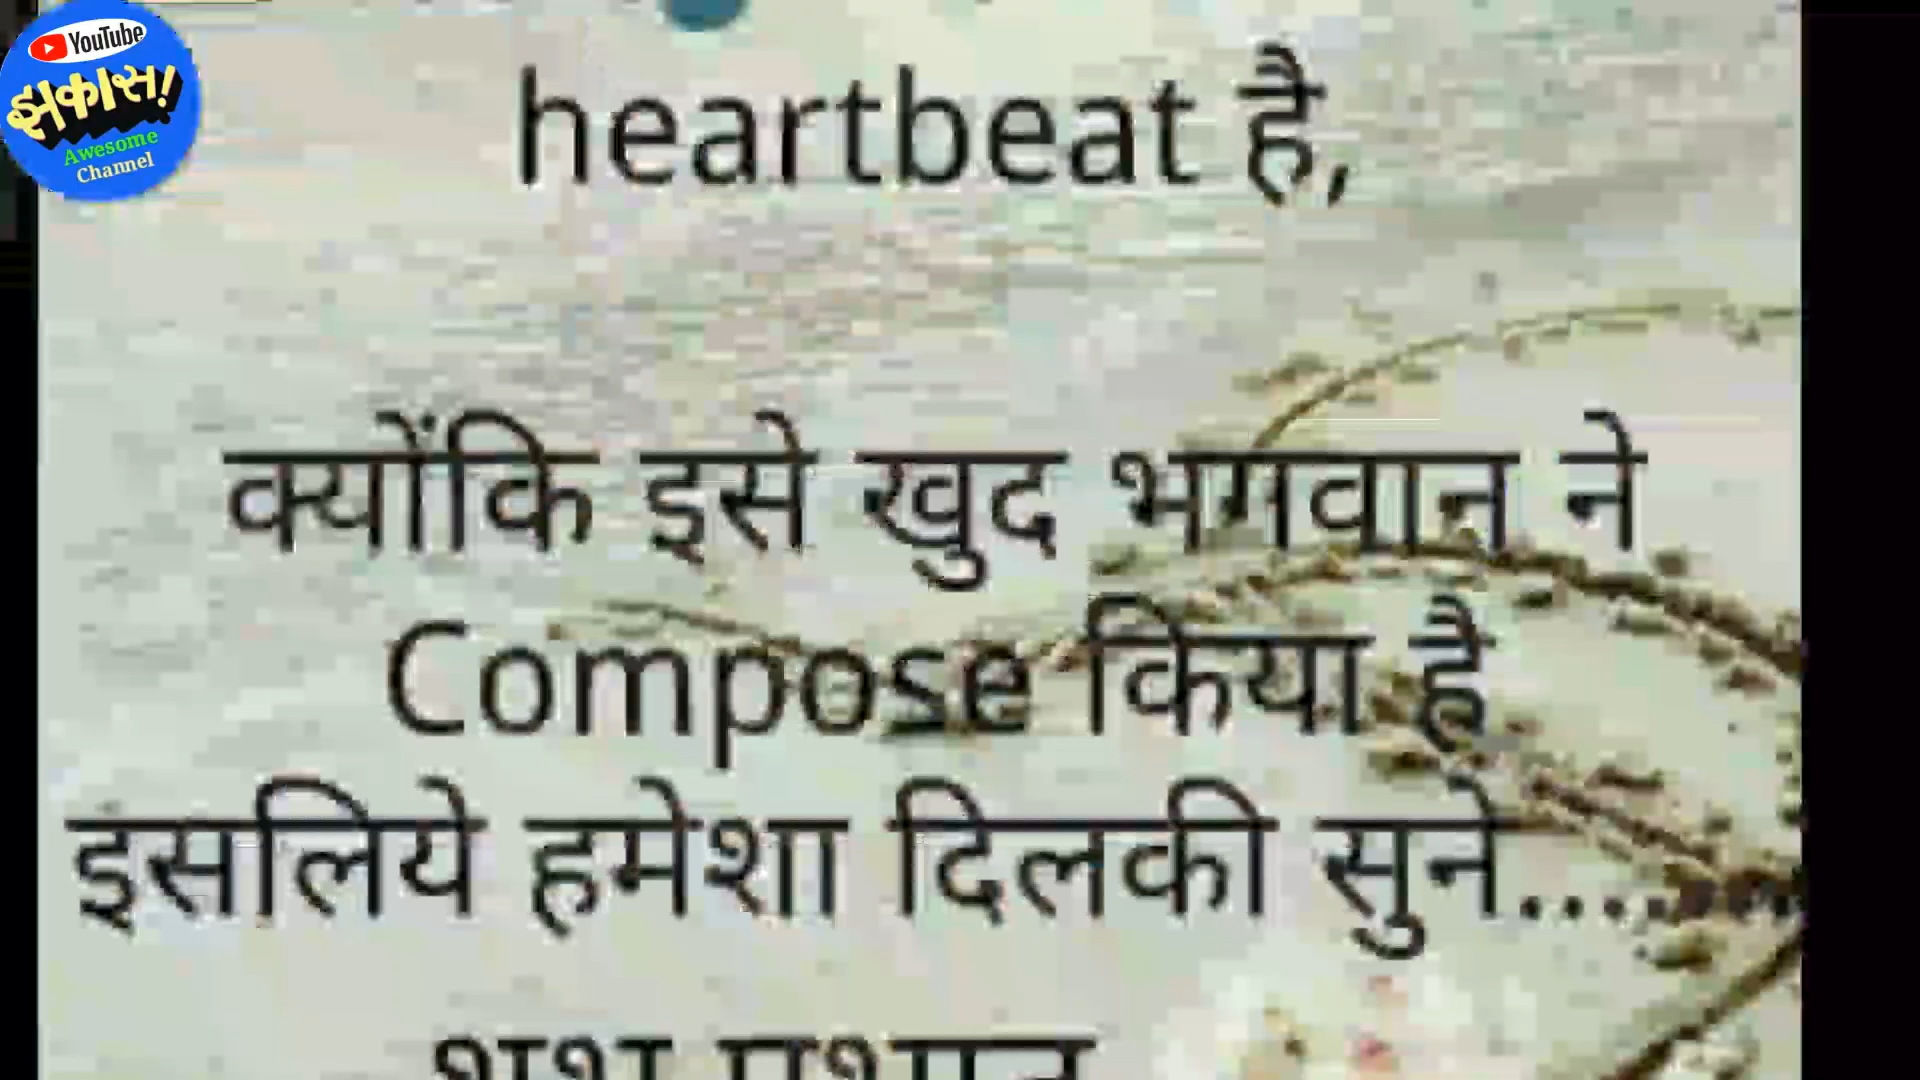 YouTube
झकास!
Awesome
Channel
heartbeat है,
क्योंकि इसे खुद भगवान ने
Compose किया है
इसलिये हमेशा दिलकी सुने........